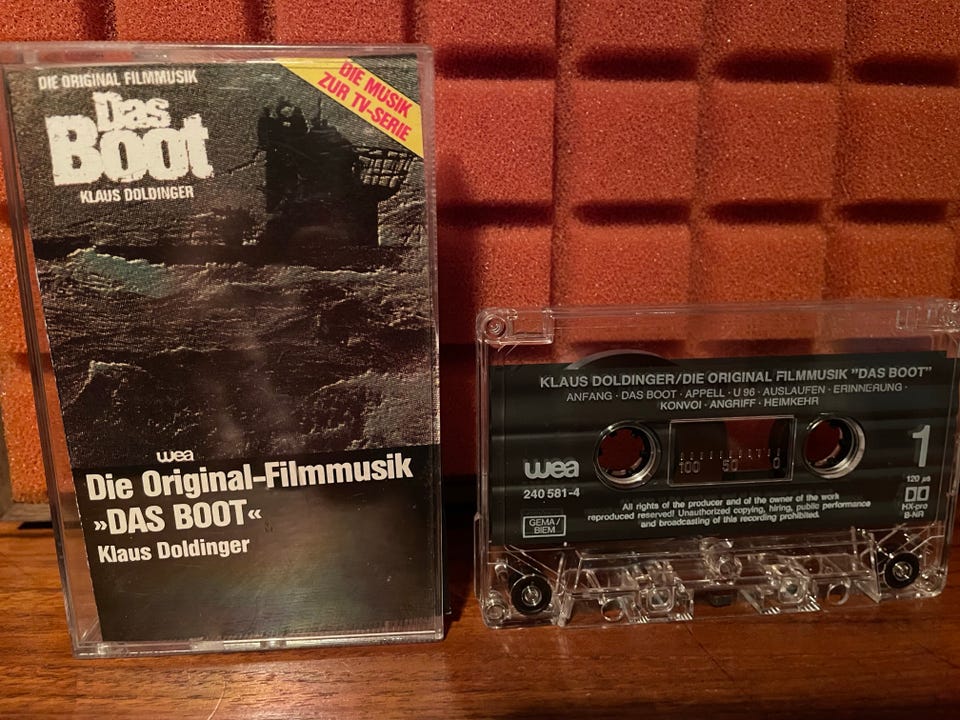 DIE ORIGINAL FILMMUSIK
Das
Boot
KLAUS DOLDINGER
DIE MUSIK
ZUR TV-SERIE
wea
Die Original-Filmmusik
»DAS BOOT«
Klaus Doldinger
KLAUS DOLDINGER/DIE ORIGINAL FILMMUSIK "DAS BOOT"
ANFANG · DAS BOOT · APPELL · U 96 · AUSLAUFEN · ERINNERUNG ·
KONVOI · ANGRIFF · HEIMKEHR
wea
240 581-4
GEMA/
BIEM
100 50 0
All rights of the producer and of the owner of the work
reproduced reserved! Unauthorized copying, hiring, public performance
and broadcasting of this recording prohibited.
1
120 µs
HX-pro
B-NR